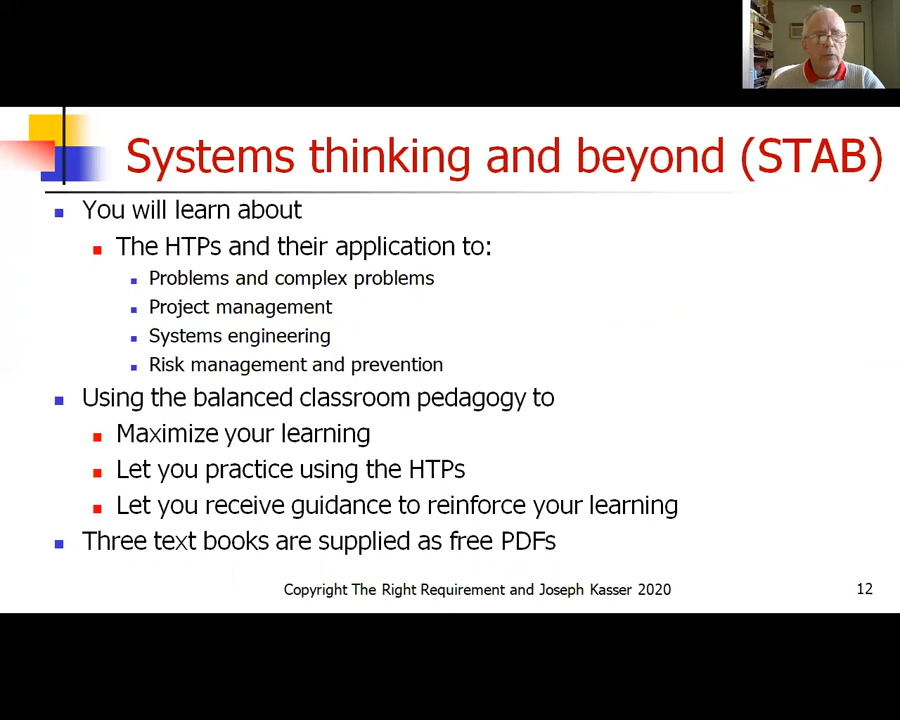 Systems thinking and beyond (STAB)
You will learn about
The HTPs and their application to:
Problems and complex problems
Project management
Systems engineering
Risk management and prevention
Using the balanced classroom pedagogy to
Maximize your learning
Let you practice using the HTPs
Let you receive guidance to reinforce your learning
Three text books are supplied as free PDFs
Copyright The Right Requirement and Joseph Kasser 2020
12